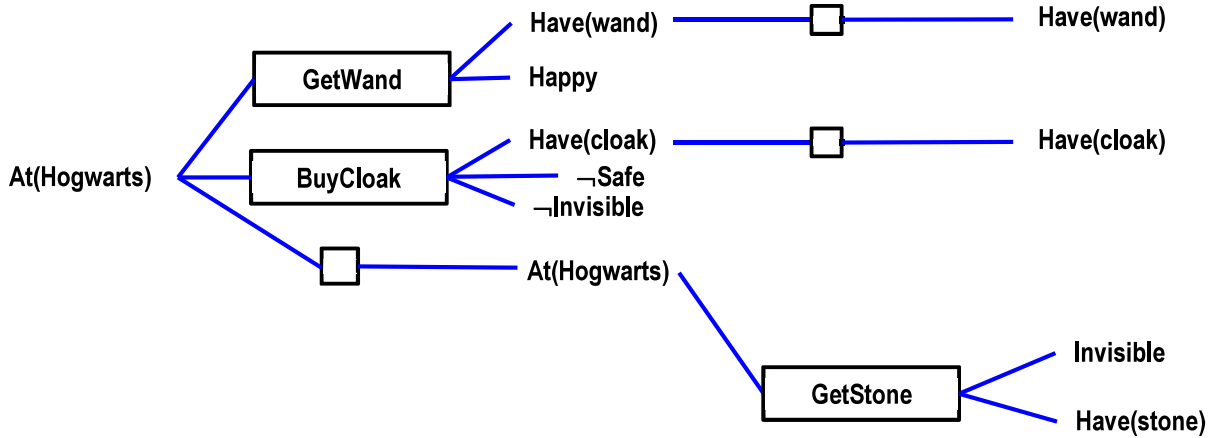 Have(wand)
Have(wand)
GetWand
Happy
Have(cloak)
Have(cloak)
At(Hogwarts)
BuyCloak
¬Safe
¬Invisible
At(Hogwarts)
Invisible
GetStone
Have(stone)